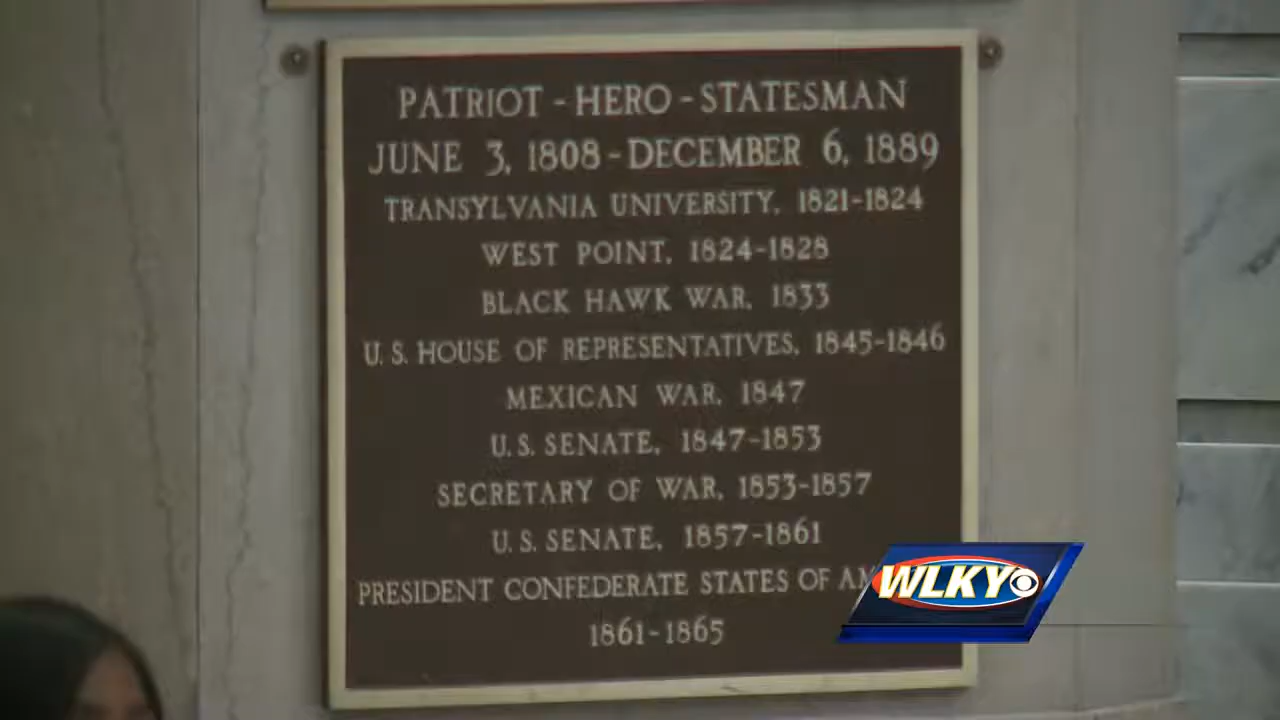 PATRIOT - HERO - STATESMAN
JUNE 3, 1808 - DECEMBER 6, 1889
TRANSYLVANIA UNIVERSITY, 1821-1824
WEST POINT, 1824-1828
BLACK HAWK WAR, 1833
U.S. HOUSE OF REPRESENTATIVES, 1845-1846
MEXICAN WAR, 1847
U.S. SENATE, 1847-1853
SECRETARY OF WAR, 1853-1857
U.S. SENATE, 1857-1861
PRESIDENT CONFEDERATE STATES OF AM
1861-1865
WLKY